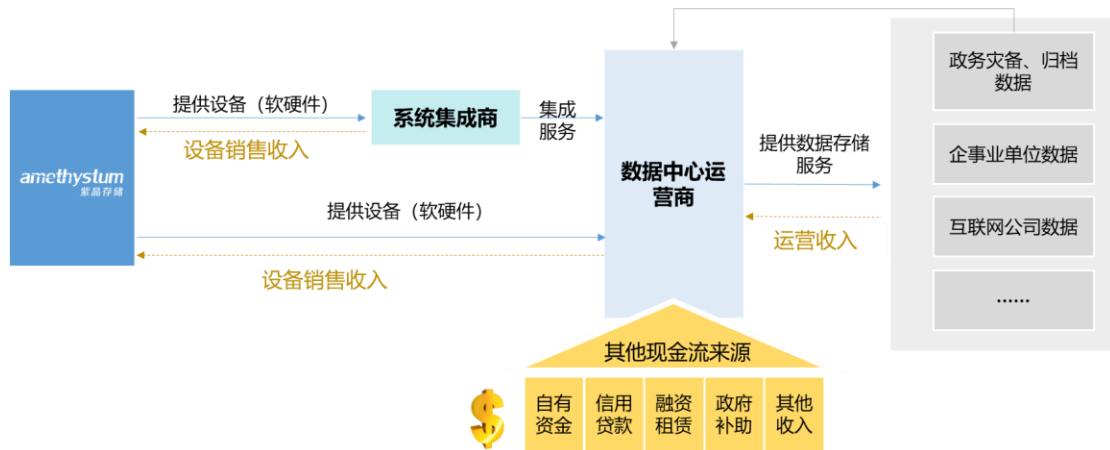 政务灾备、归档
数据
提供设备（软硬件）
系统集成商
集成
服务
设备销售收入
提供数据存储
服务
企事业单位数据
amethystum
紫晶存储
数据中心运
营商
提供设备（软硬件）
互联网公司数据
运营收入
设备销售收入
......
其他现金流来源
$
自有
资金
信用
贷款
融资
租赁
政府
补助
其他
收入